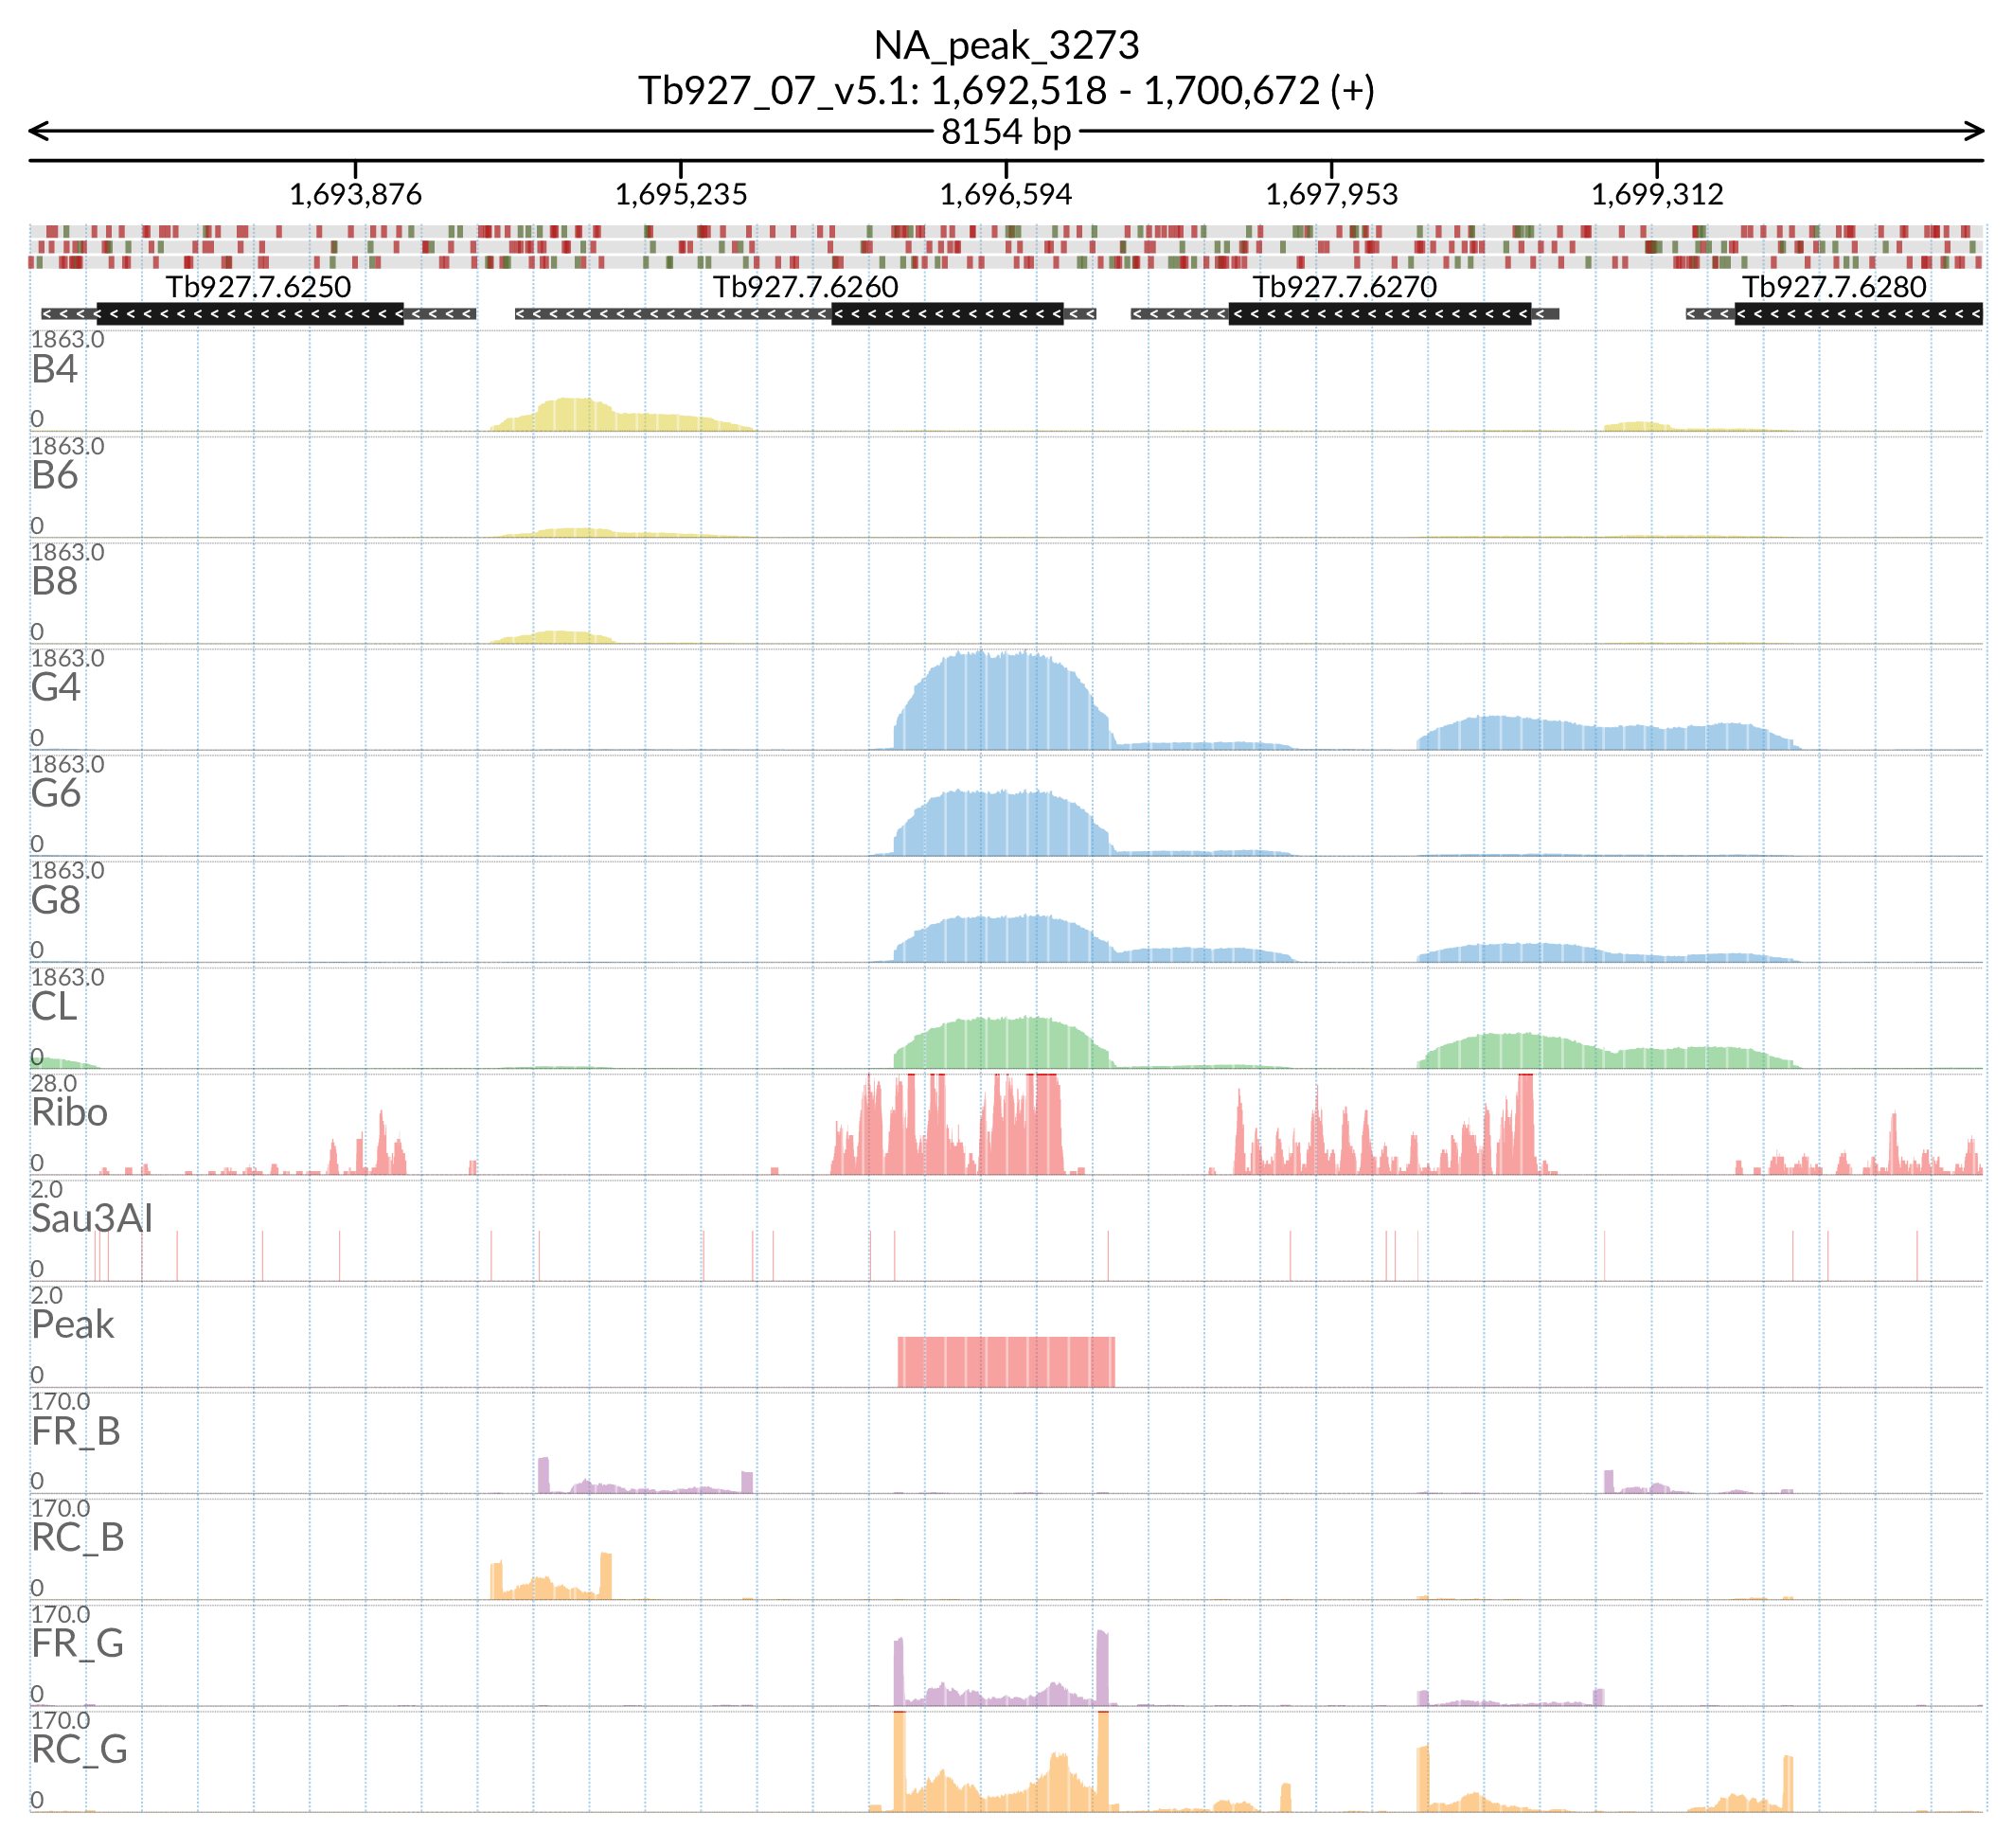 NA_peak_3273
Tb927_07_v5.1: 1,692,518 - 1,700,672 (+)
8154 bp
1,693,876 1,695,235 1,696,594 1,697,953 1,699,312
Tb927.7.6250 Tb927.7.6260 Tb927.7.6270 Tb927.7.6280
1863.0
B4
0
1863.0
B6
0
1863.0
B8
0
1863.0
G4
0
1863.0
G6
0
1863.0
G8
0
1863.0
CL
0
28.0
Ribo
0
2.0
Sau3AI
0
2.0
Peak
0
170.0
FR_B
0
170.0
RC_B
0
170.0
FR_G
0
170.0
RC_G
0